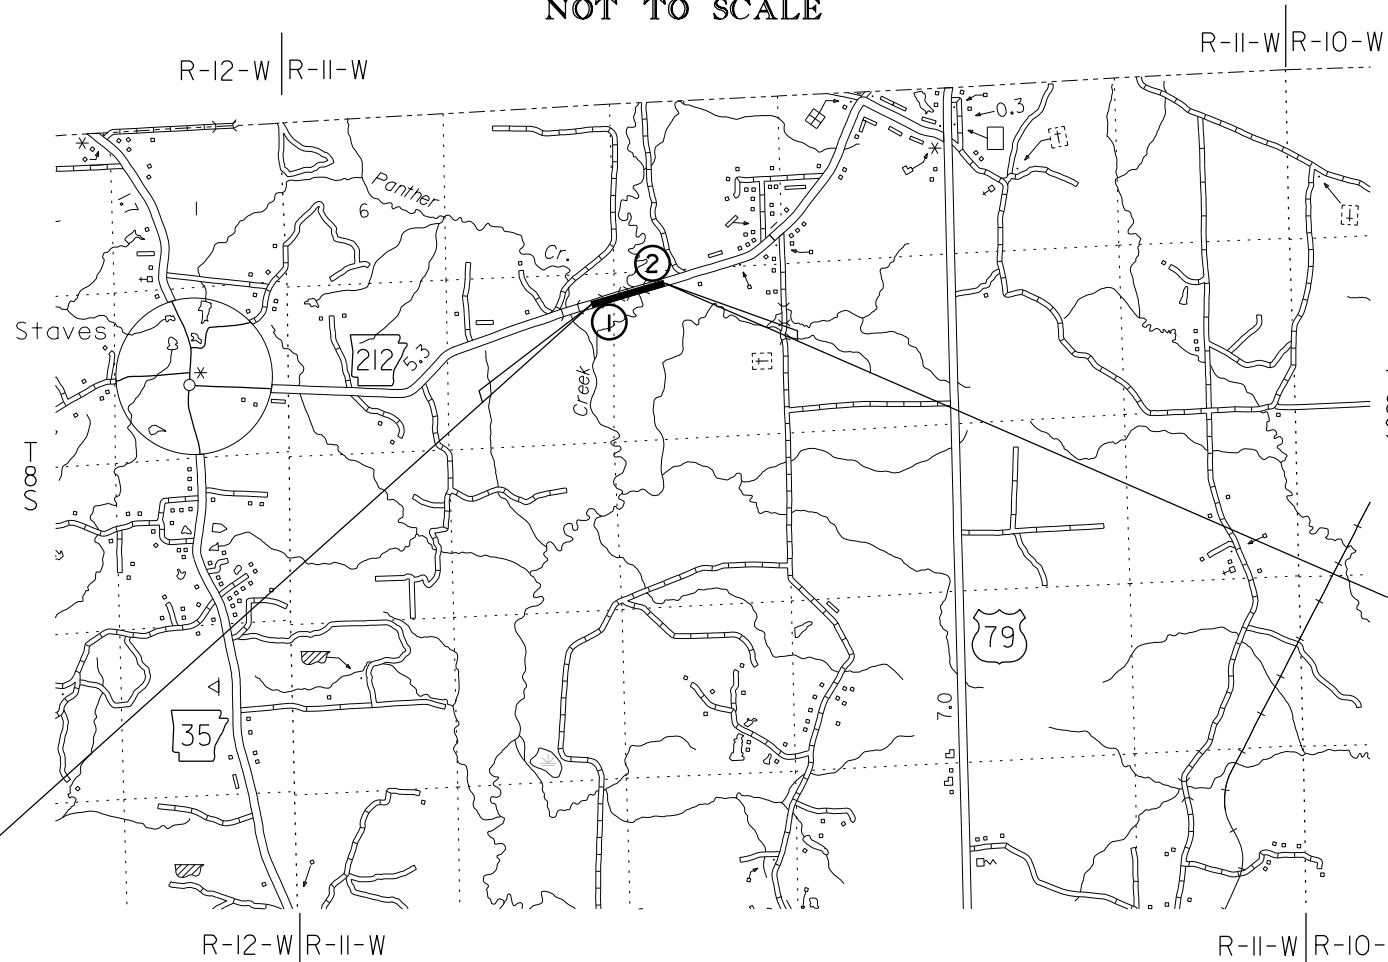 NOT TO SCALE
R-12-W R-11-W
R-11-W R-10-W
0.3
1.7
1
6
Panther
Cr.
2
1
Staves
212
5.3
Creek
T
8
S
79
7.0
35
R-12-W R-11-W
R-11-W R-10-